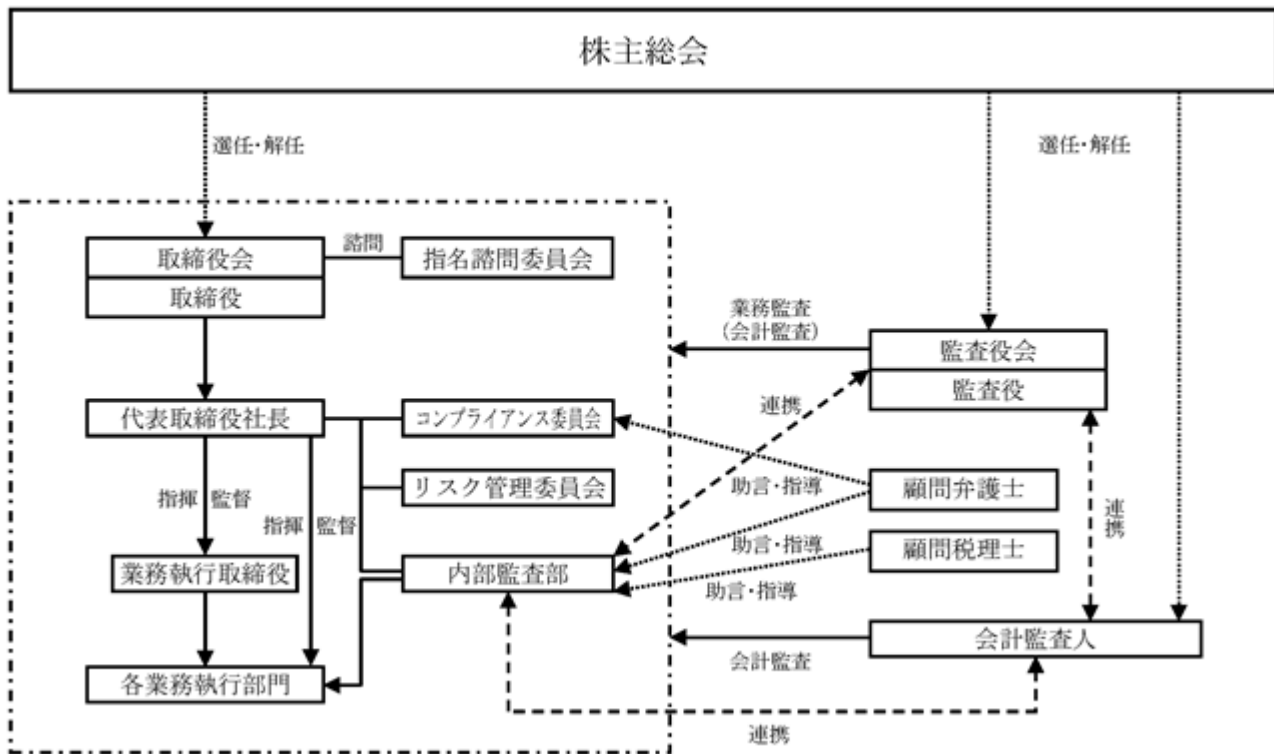 株主総会
選任・解任
選任・解任
取締役会
諮問
指名諮問委員会
取締役
業務監査
(会計監査)
監査役会
監査役
連携
代表取締役社長
コンプライアンス委員会
リスク管理委員会
助言・指導
顧問弁護士
指揮
監督
指揮
監督
連携
助言・指導
顧問税理士
業務執行取締役
内部監査部
助言・指導
会計監査人
会計監査
各業務執行部門
連携